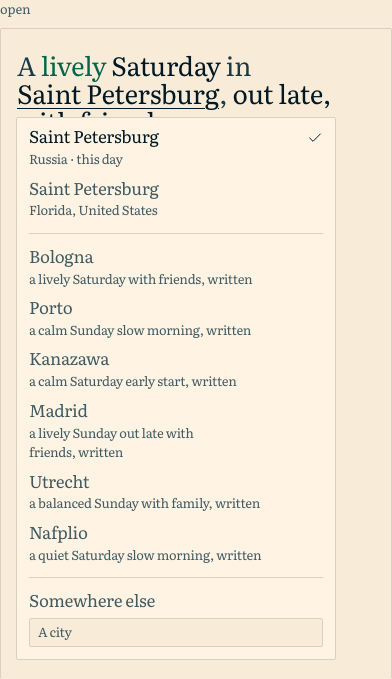 open
A lively Saturday in
Saint Petersburg, out late,
with friends
Saint Petersburg
Russia · this day
Saint Petersburg
Florida, United States
Bologna
a lively Saturday with friends, written
Porto
a calm Sunday slow morning, written
Kanazawa
a calm Saturday early start, written
Madrid
a lively Sunday out late with
friends, written
Utrecht
a balanced Sunday with family, written
Nafplio
a quiet Saturday slow morning, written
Somewhere else
A city